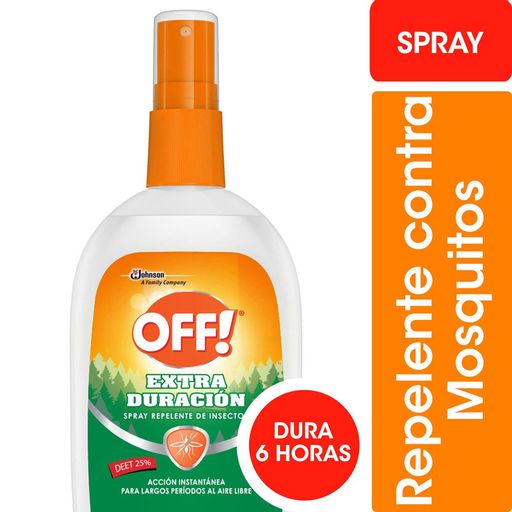 SPRAY
Repelente contra
Mosquitos
Johnson
A Family Company
OFF!®
EXTRA
DURACIÓN
SPRAY REPELENTE DE INSECTO
DEET 25%
ACCIÓN INSTANTÁNEA
PARA LARGOS PERÍODOS AL AIRE LIBRE
DURA
6 HORAS